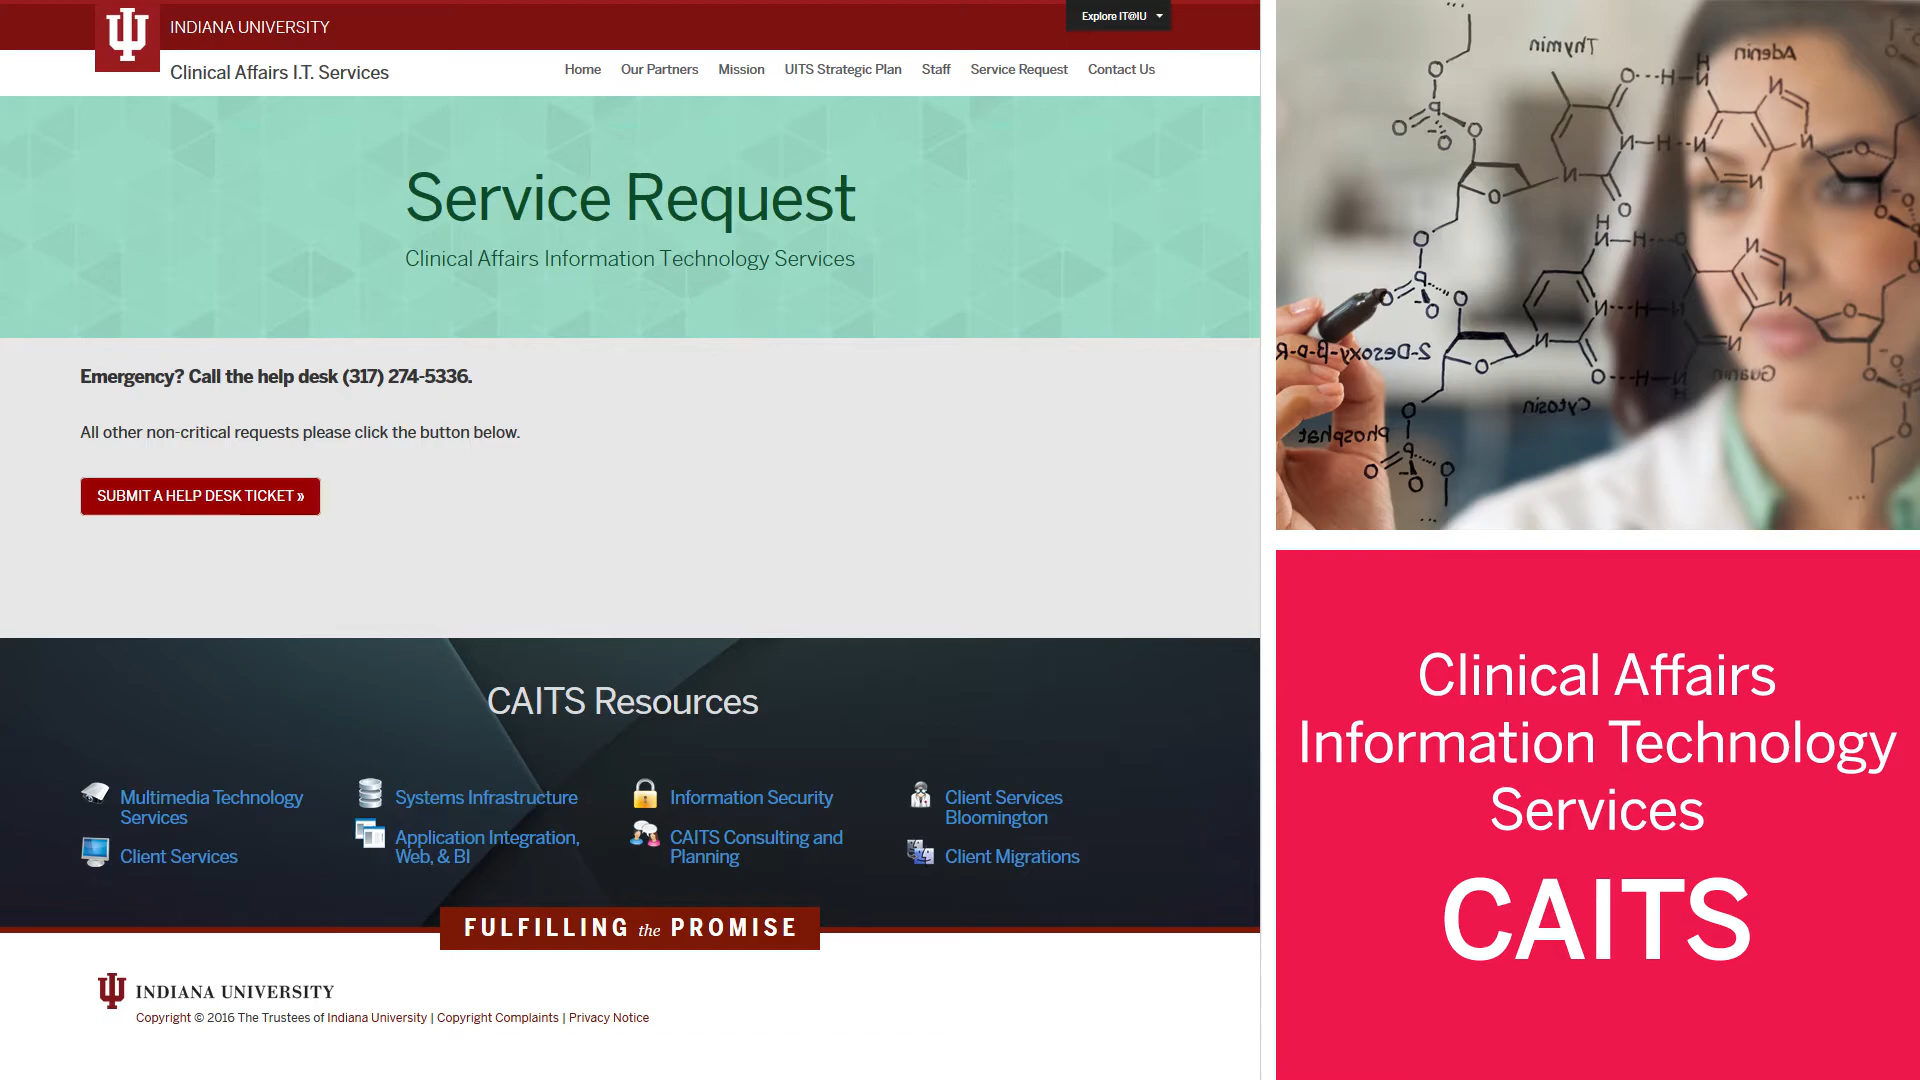 INDIANA UNIVERSITY
Explore IT@IU
Clinical Affairs I.T. Services
Home Our Partners Mission UITS Strategic Plan Staff Service Request Contact Us
Service Request
Clinical Affairs Information Technology Services
Emergency? Call the help desk (317) 274-5336.
All other non-critical requests please click the button below.
SUBMIT A HELP DESK TICKET »
CAITS Resources
Multimedia Technology
Services
Client Services
Systems Infrastructure
Application Integration,
Web, & BI
Information Security
CAITS Consulting and
Planning
Client Services
Bloomington
Client Migrations
FULFILLING the PROMISE
INDIANA UNIVERSITY
Copyright © 2016 The Trustees of Indiana University | Copyright Complaints | Privacy Notice
Thymin
Adenin
Guanin
Cytosin
Phosphat
Clinical Affairs
Information Technology
Services
CAITS